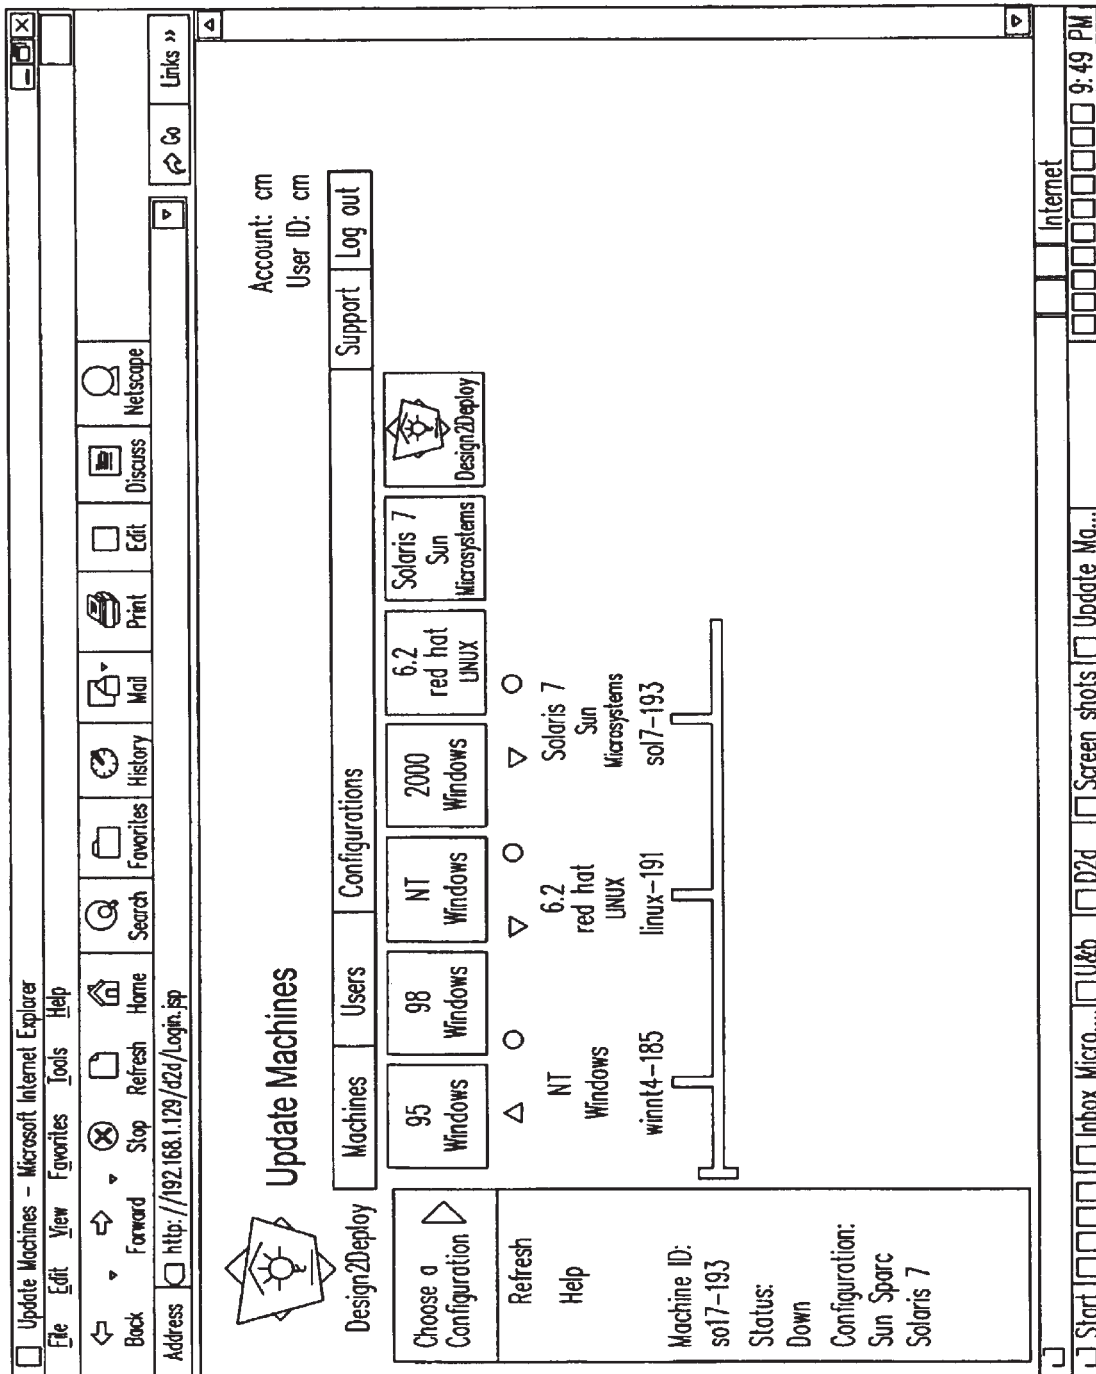 Update Machines – Microsoft Internet Explorer
File Edit View Favorites Tools Help
Back Forward Stop Refresh Home Search Favorites History Mail Print Edit Discuss Netscape
Address http://192.168.1.129/d2d/Login.jsp Go Links »
Account: cm
User ID: cm
Update Machines
Design2Deploy
Machines Users Configurations Support Log out
Choose a
Configuration
95
Windows
98
Windows
NT
Windows
2000
Windows
6.2
red hat
LINUX
Solaris 7
Sun
Microsystems
Design2Deploy
Refresh
Help
NT
Windows
winnt4-185
6.2
red hat
LINUX
linux-191
Solaris 7
Sun
Microsystems
sol7-193
Machine ID:
so17-193
Status:
Down
Configuration:
Sun Sparc
Solaris 7
Internet
Start Inbox Micro... U&b D2d Screen shots Update Ma... 9:49 PM